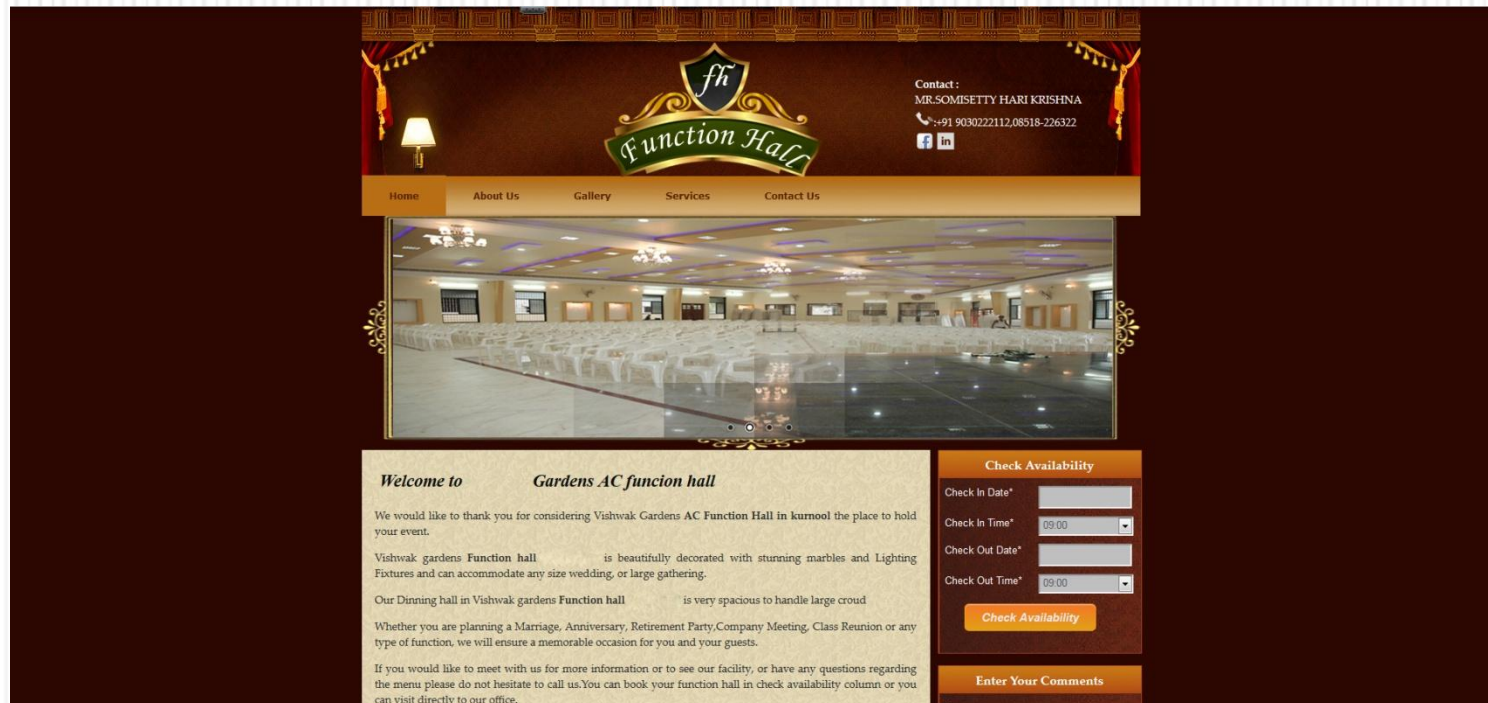 fh
Function Hall
Contact :
MR.SOMISETTY HARI KRISHNA
:+91 9030222112,08518-226322
in
Home
About Us
Gallery
Services
Contact Us
Welcome to Gardens AC funcion hall
We would like to thank you for considering Vishwak Gardens AC Function Hall in kurnool the place to hold
your event.
Vishwak gardens Function hall is beautifully decorated with stunning marbles and Lighting
Fixtures and can accommodate any size wedding, or large gathering.
Our Dinning hall in Vishwak gardens Function hall is very spacious to handle large croud
Whether you are planning a Marriage, Anniversary, Retirement Party,Company Meeting, Class Reunion or any
type of function, we will ensure a memorable occasion for you and your guests.
If you would like to meet with us for more information or to see our facility, or have any questions regarding
the menu please do not hesitate to call us.You can book your function hall in check availability column or you
can visit directly to our office.
Check Availability
Check In Date*
Check In Time* 09:00
Check Out Date*
Check Out Time* 09:00
Check Availability
Enter Your Comments